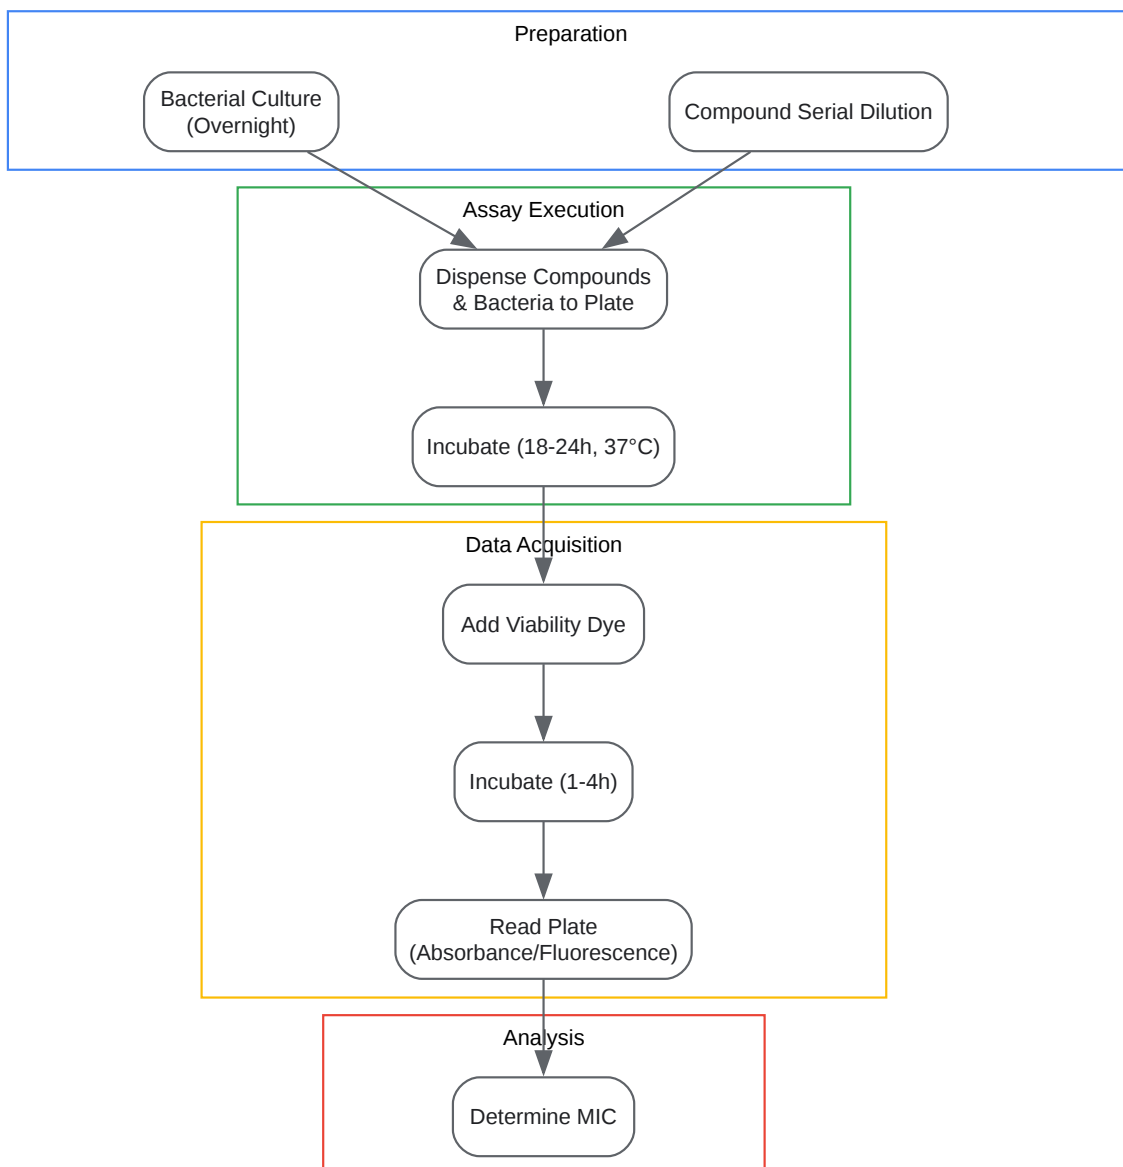 Preparation
Bacterial Culture
(Overnight)
Compound Serial Dilution
Assay Execution
Dispense Compounds
& Bacteria to Plate
Incubate (18-24h, 37°C)
Data Acquisition
Add Viability Dye
Incubate (1-4h)
Read Plate
(Absorbance/Fluorescence)
Analysis
Determine MIC